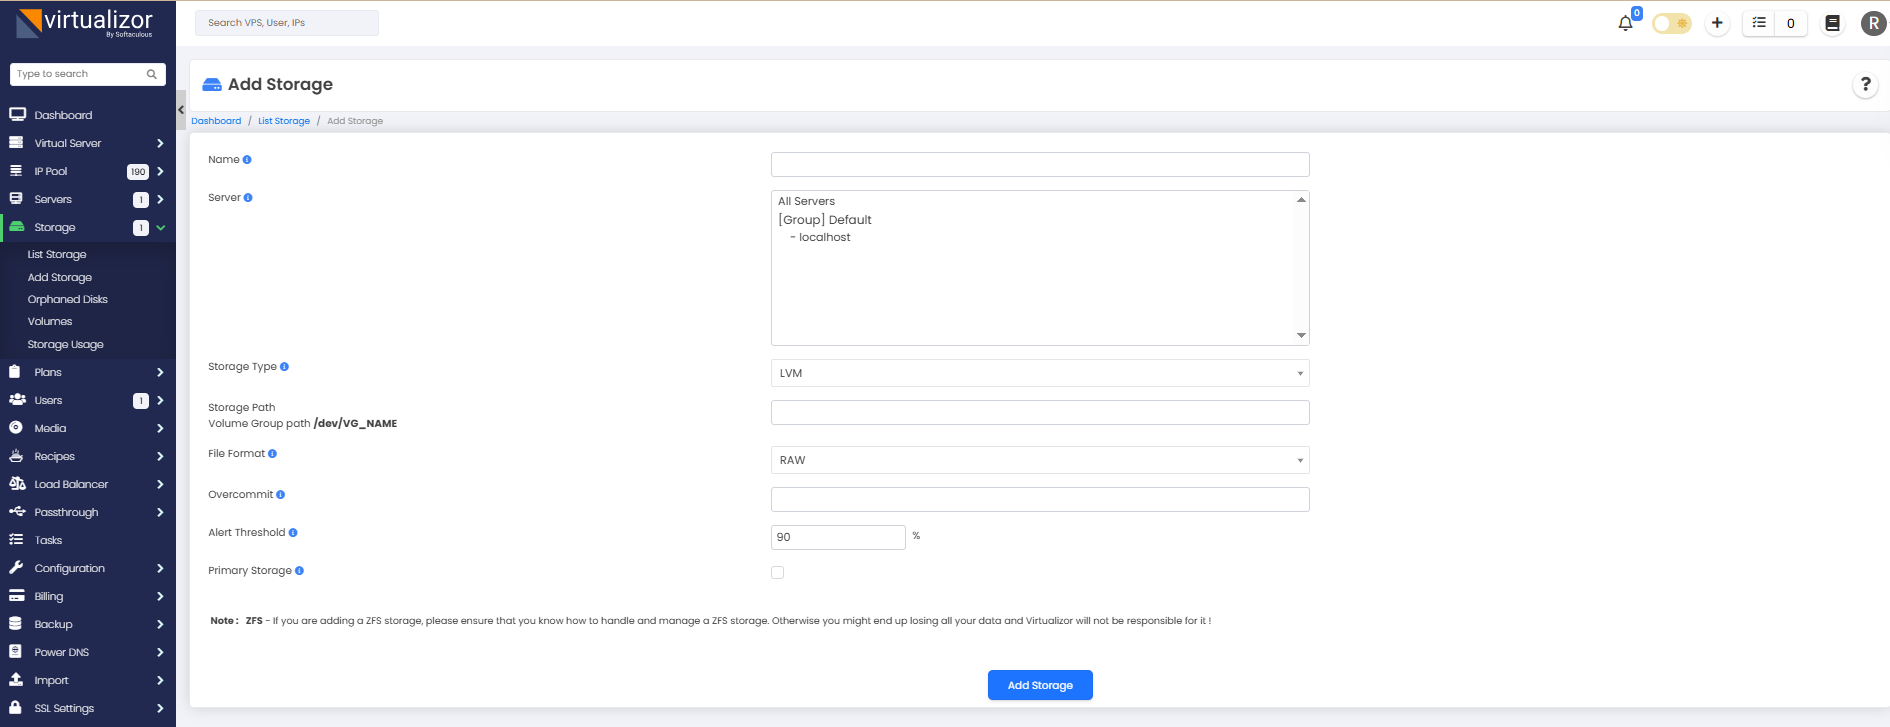 virtualizor
By Softaculous
Search VPS, User, IPs
0
0
R
Type to search
Add Storage
?
Dashboard / List Storage / Add Storage
Dashboard
Virtual Server
IP Pool 190
Servers 1
Storage 1
List Storage
Add Storage
Orphaned Disks
Volumes
Storage Usage
Plans
Users 1
Media
Recipes
Load Balancer
Passthrough
Tasks
Configuration
Billing
Backup
Power DNS
Import
SSL Settings
Name
Server
All Servers
[Group] Default
- localhost
Storage Type
LVM
Storage Path
Volume Group path /dev/VG_NAME
File Format
RAW
Overcommit
Alert Threshold
90 %
Primary Storage
Note : ZFS - If you are adding a ZFS storage, please ensure that you know how to handle and manage a ZFS storage. Otherwise you might end up losing all your data and Virtualizor will not be responsible for it !
Add Storage